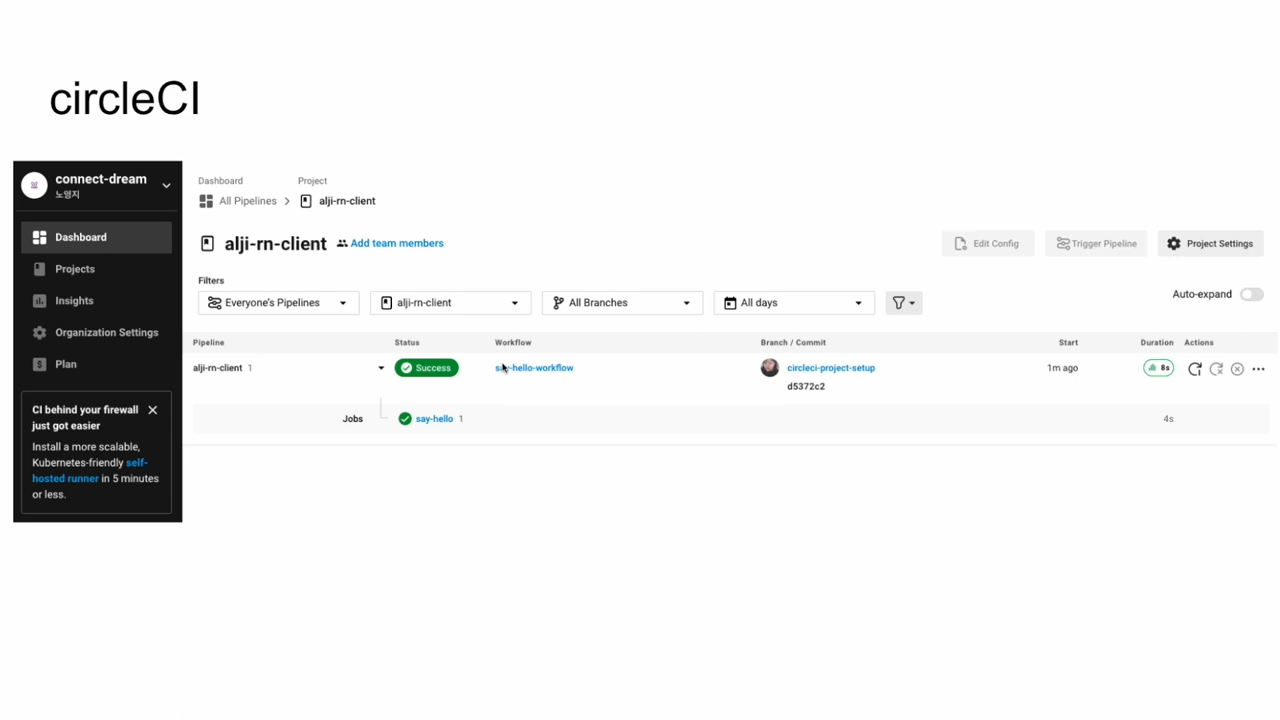 circleCI
connect-dream
노영지
Dashboard
Projects
Insights
Organization Settings
Plan
CI behind your firewall
just got easier
Install a more scalable,
Kubernetes-friendly self-
hosted runner in 5 minutes
or less.
Dashboard Project
All Pipelines alji-rn-client
alji-rn-client Add team members
Edit Config Trigger Pipeline Project Settings
Filters
Everyone's Pipelines alji-rn-client All Branches All days
Auto-expand
Pipeline Status Workflow Branch / Commit Start Duration Actions
alji-rn-client 1 Success say-hello-workflow circleci-project-setup 1m ago 8s
d5372c2
Jobs say-hello 1 4s